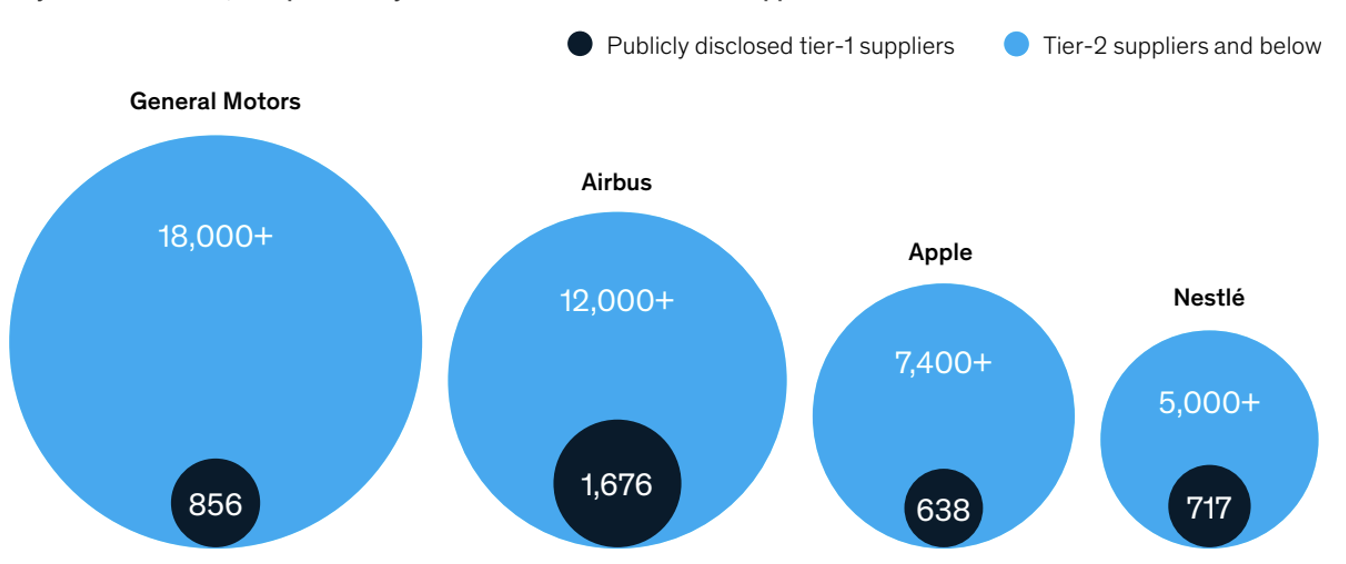 Publicly disclosed tier-1 suppliers
Tier-2 suppliers and below
General Motors
18,000+
856
Airbus
12,000+
1,676
Apple
7,400+
638
Nestlé
5,000+
717